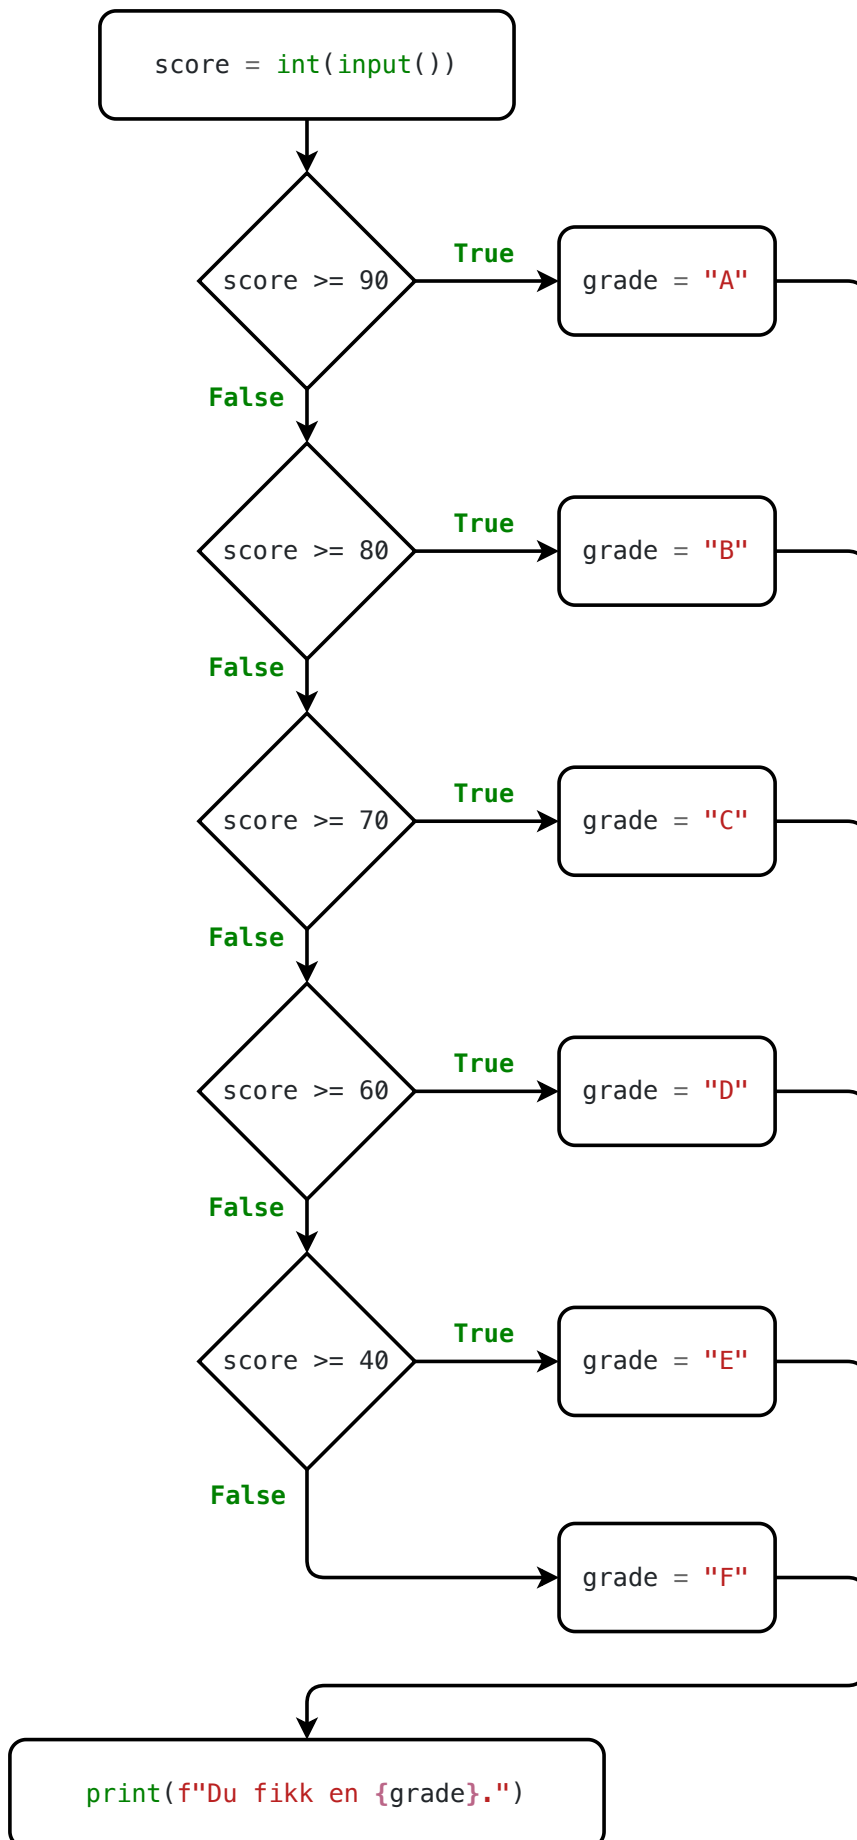 score = int(input())
True
score >= 90
grade = "A"
False
True
score >= 80
grade = "B"
False
True
score >= 70
grade = "C"
False
True
score >= 60
grade = "D"
False
True
score >= 40
grade = "E"
False
grade = "F"
print(f"Du fikk en {grade}.")